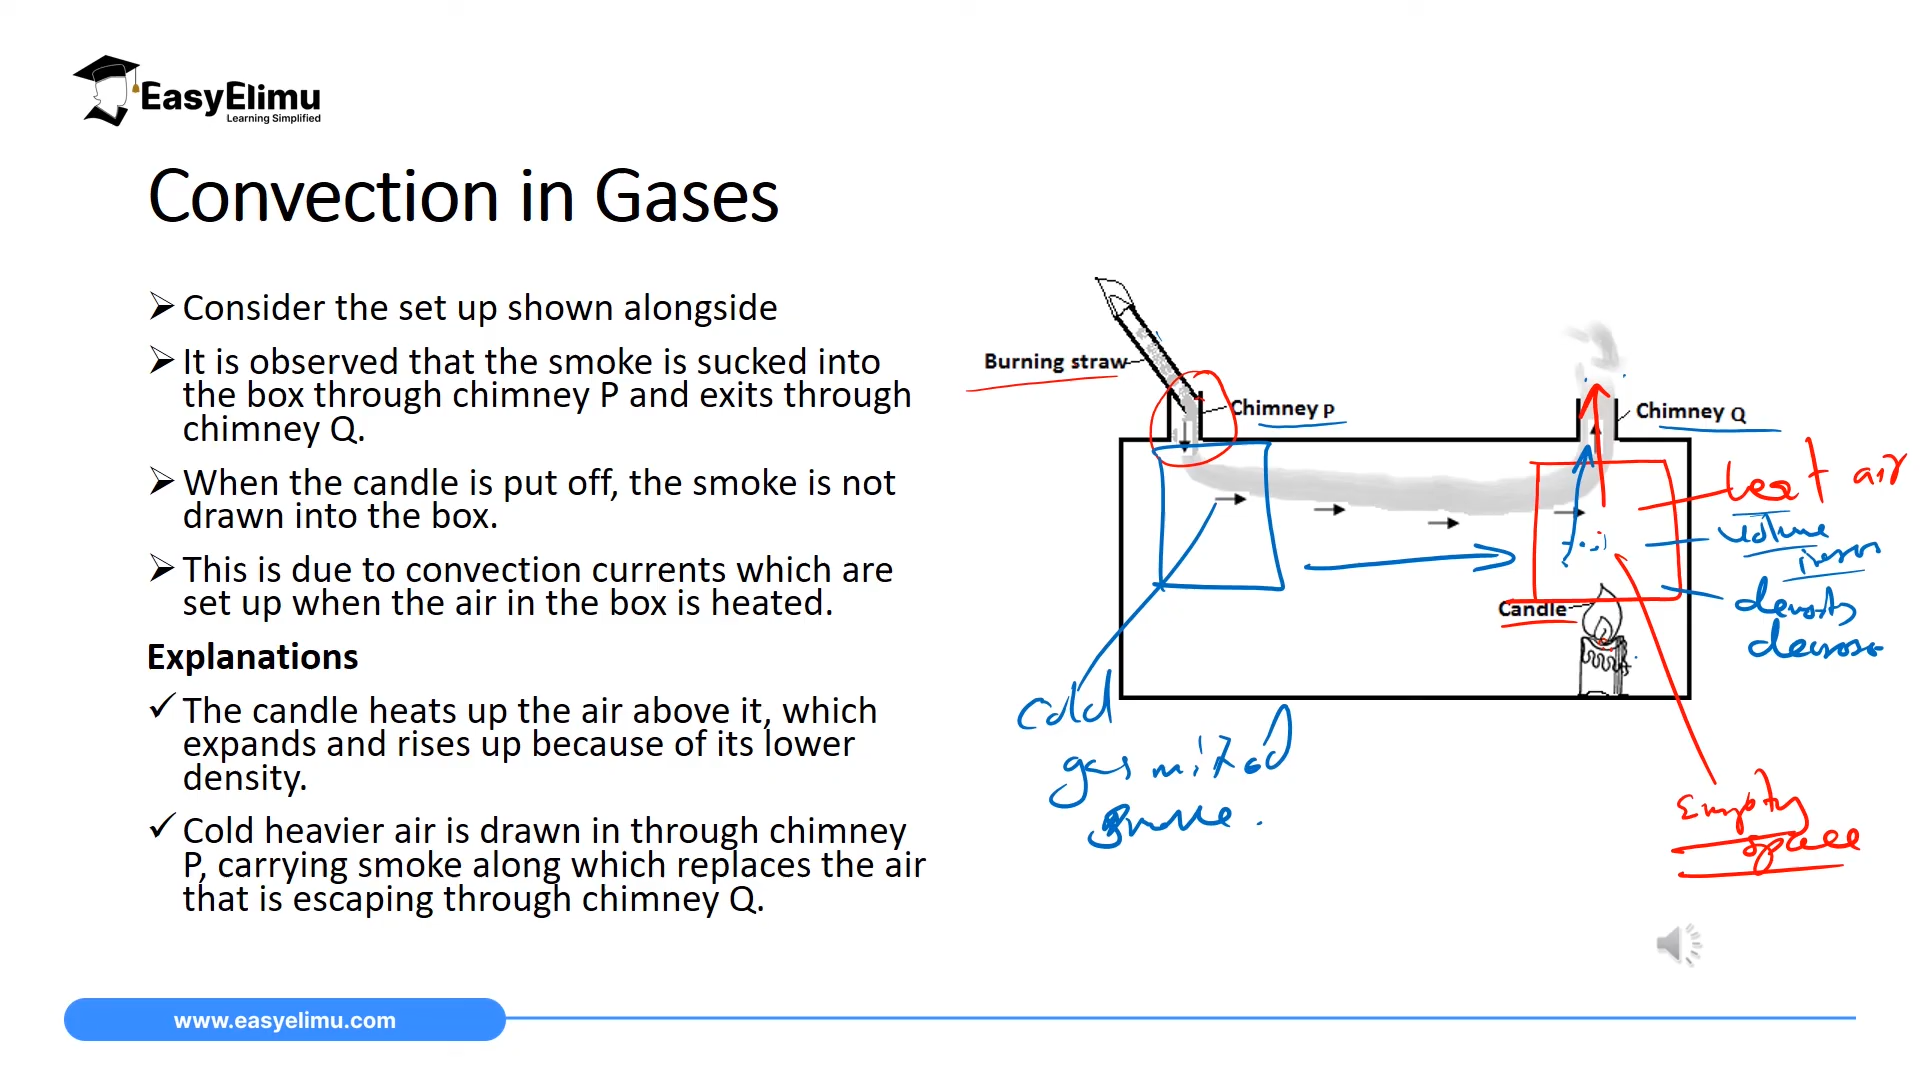 EasyElimu
Learning Simplified
Convection in Gases
➢ Consider the set up shown alongside
➢ It is observed that the smoke is sucked into
the box through chimney P and exits through
chimney Q.
➢ When the candle is put off, the smoke is not
drawn into the box.
➢ This is due to convection currents which are
set up when the air in the box is heated.
Explanations
✓ The candle heats up the air above it, which
expands and rises up because of its lower
density.
✓ Cold heavier air is drawn in through chimney
P, carrying smoke along which replaces the air
that is escaping through chimney Q.
Burning straw
Chimney P
Chimney Q
heat air
volume
density
Candle
cold
gas mixed
smoke.
Empty
space
www.easyelimu.com